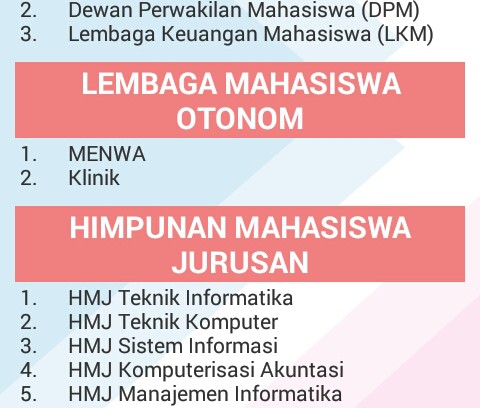 2. Dewan Perwakilan Mahasiswa (DPM)
3. Lembaga Keuangan Mahasiswa (LKM)
LEMBAGA MAHASISWA
OTONOM
1. MENWA
2. Klinik
HIMPUNAN MAHASISWA
JURUSAN
1. HMJ Teknik Informatika
2. HMJ Teknik Komputer
3. HMJ Sistem Informasi
4. HMJ Komputerisasi Akuntasi
5. HMJ Manajemen Informatika